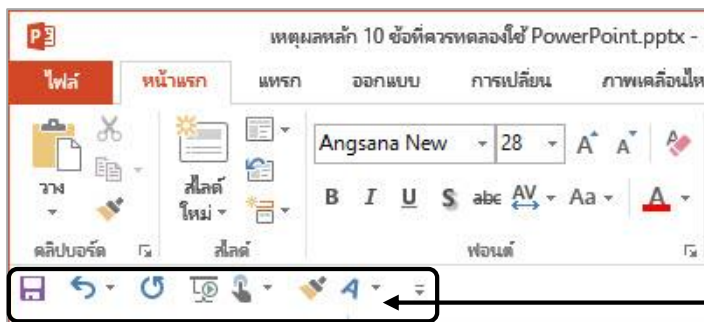 เหตุผลหลัก 10 ข้อที่ควรทดลองใช้ PowerPoint.pptx -
ไฟล์ หน้าแรก แทรก ออกแบบ การเปลี่ยน ภาพเคลื่อนไห
Angsana New 28 A A
วาง สไลด์ใหม่ B I U S abc AV Aa A
คลิปบอร์ด สไลด์ ฟอนต์